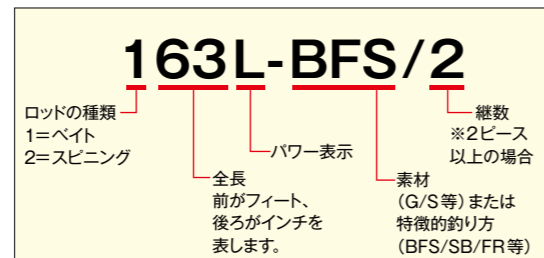 163L-BFS/2
ロッドの種類
1=ベイト
2=スピニング
全長
前がフィート、
後ろがインチを
表します。
パワー表示
素材
(G/S等)または
特徴的釣り方
(BFS/SB/FR等)
継数
※2ピース
以上の場合